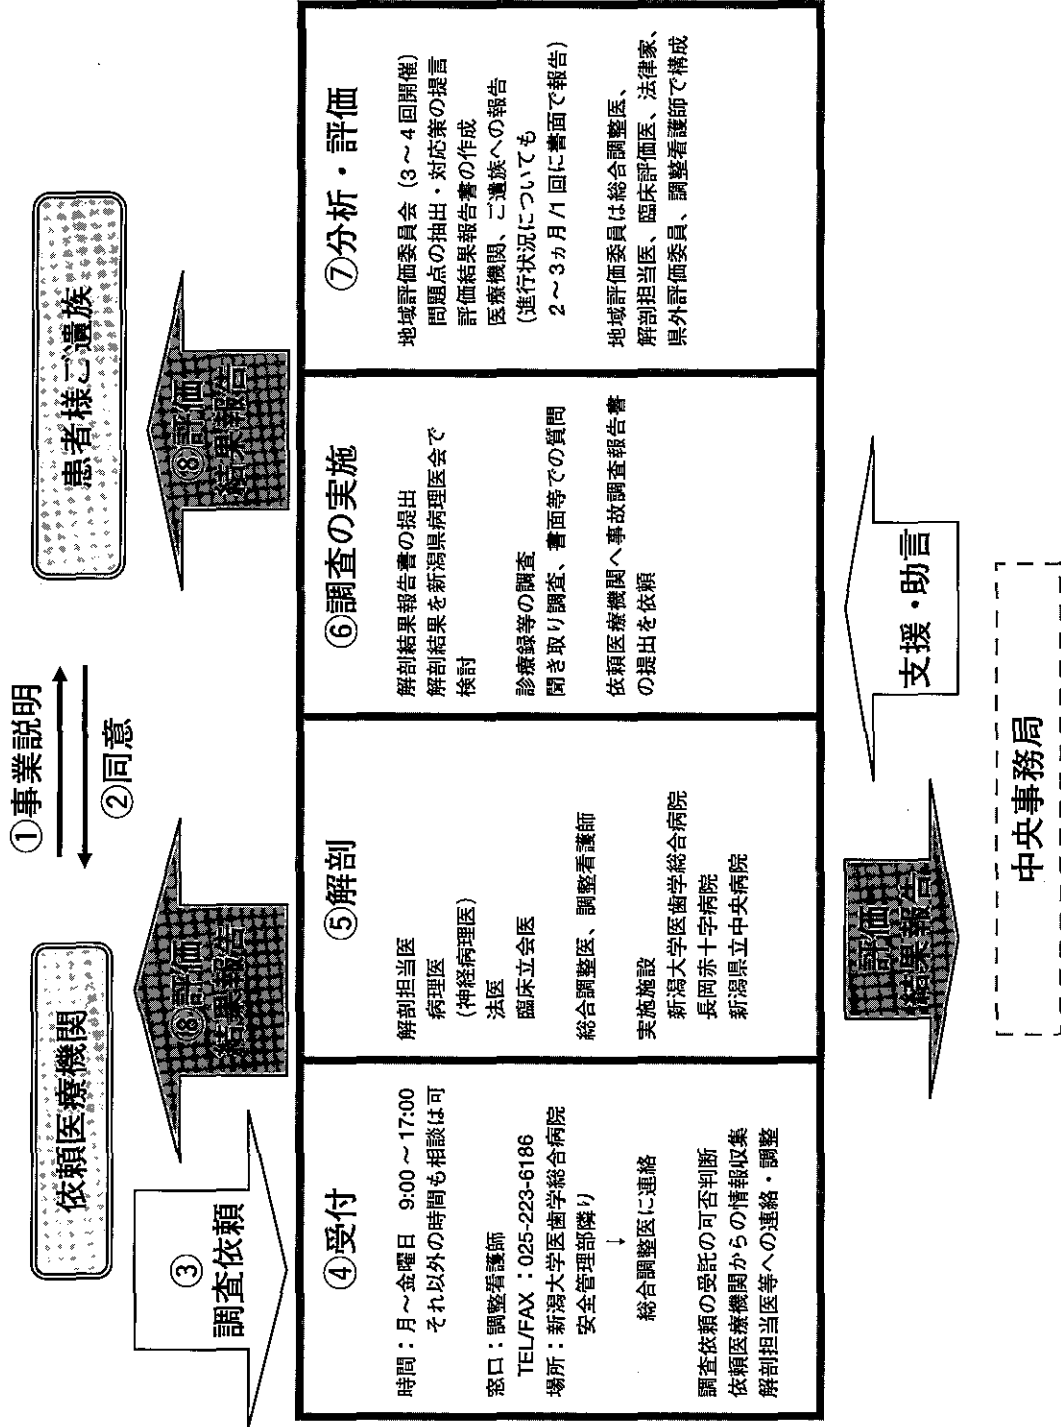 ①事業説明
②同意
依頼医療機関
患者様ご遺族
③
調査依頼
⑧評価
結果報告
⑧評価
結果報告
④受付
時間：月～金曜日　9:00～17:00
それ以外の時間も相談は可
窓口：調整看護師
TEL/FAX：025-223-6186
場所：新潟大学医歯学総合病院
安全管理部隣り
↓
総合調整医に連絡
調査依頼の受託の可否判断
依頼医療機関からの情報収集
解剖担当医等への連絡・調整
⑤解剖
解剖担当医
病理医
(神経病理医)
法医
臨床立会医
総合調整医、調整看護師
実施施設
新潟大学医歯学総合病院
長岡赤十字病院
新潟県立中央病院
⑥調査の実施
解剖結果報告書の提出
解剖結果を新潟県病理医会で
検討
診療録等の調査
聞き取り調査、書面等での質問
依頼医療機関へ事故調査報告書
の提出を依頼
⑦分析・評価
地域評価委員会（3～4回開催）
問題点の抽出・対応策の提言
評価結果報告書の作成
医療機関、ご遺族への報告
(進行状況についても
2～3ヵ月/1回に書面で報告)
地域評価委員は総合調整医、
解剖担当医、臨床評価医、法律家、
県外評価委員、調整看護師で構成
評価
結果報告
支援・助言
中央事務局